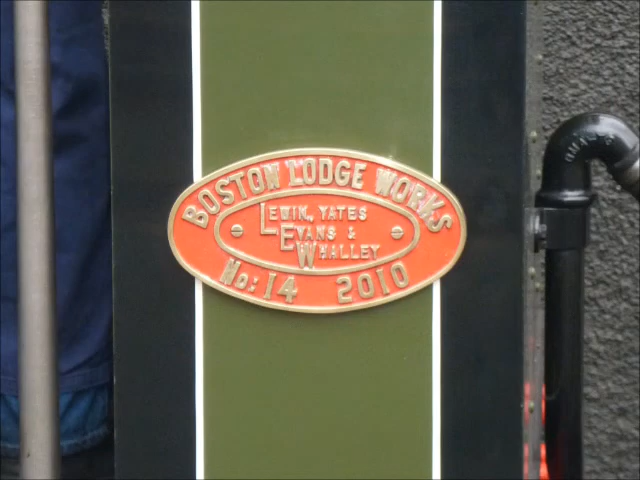 BOSTON LODGE WORKS
LEWIN, YATES
EVANS &
WHALLEY
No: 14 2010